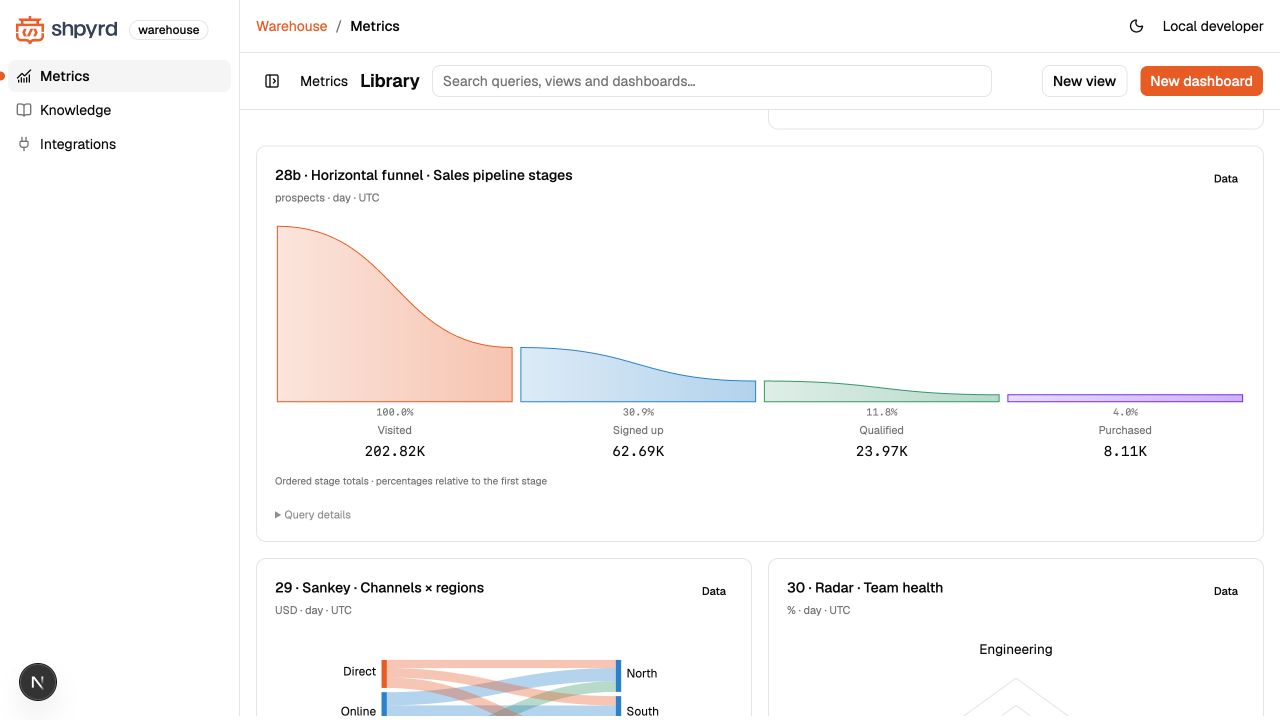 shpyrd
warehouse
Metrics
Knowledge
Integrations
Warehouse / Metrics
Local developer
Metrics
Library
Search queries, views and dashboards...
New view
New dashboard
28b · Horizontal funnel · Sales pipeline stages
Data
prospects · day · UTC
100.0%
30.9%
11.8%
4.0%
Visited
Signed up
Qualified
Purchased
202.82K
62.69K
23.97K
8.11K
Ordered stage totals · percentages relative to the first stage
Query details
29 · Sankey · Channels × regions
Data
USD · day · UTC
Direct
North
Online
South
30 · Radar · Team health
Data
% · day · UTC
Engineering
N